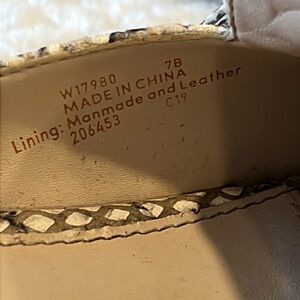 W17980 7B
MADE IN CHINA
Lining: Manmade and Leather
206453 C19